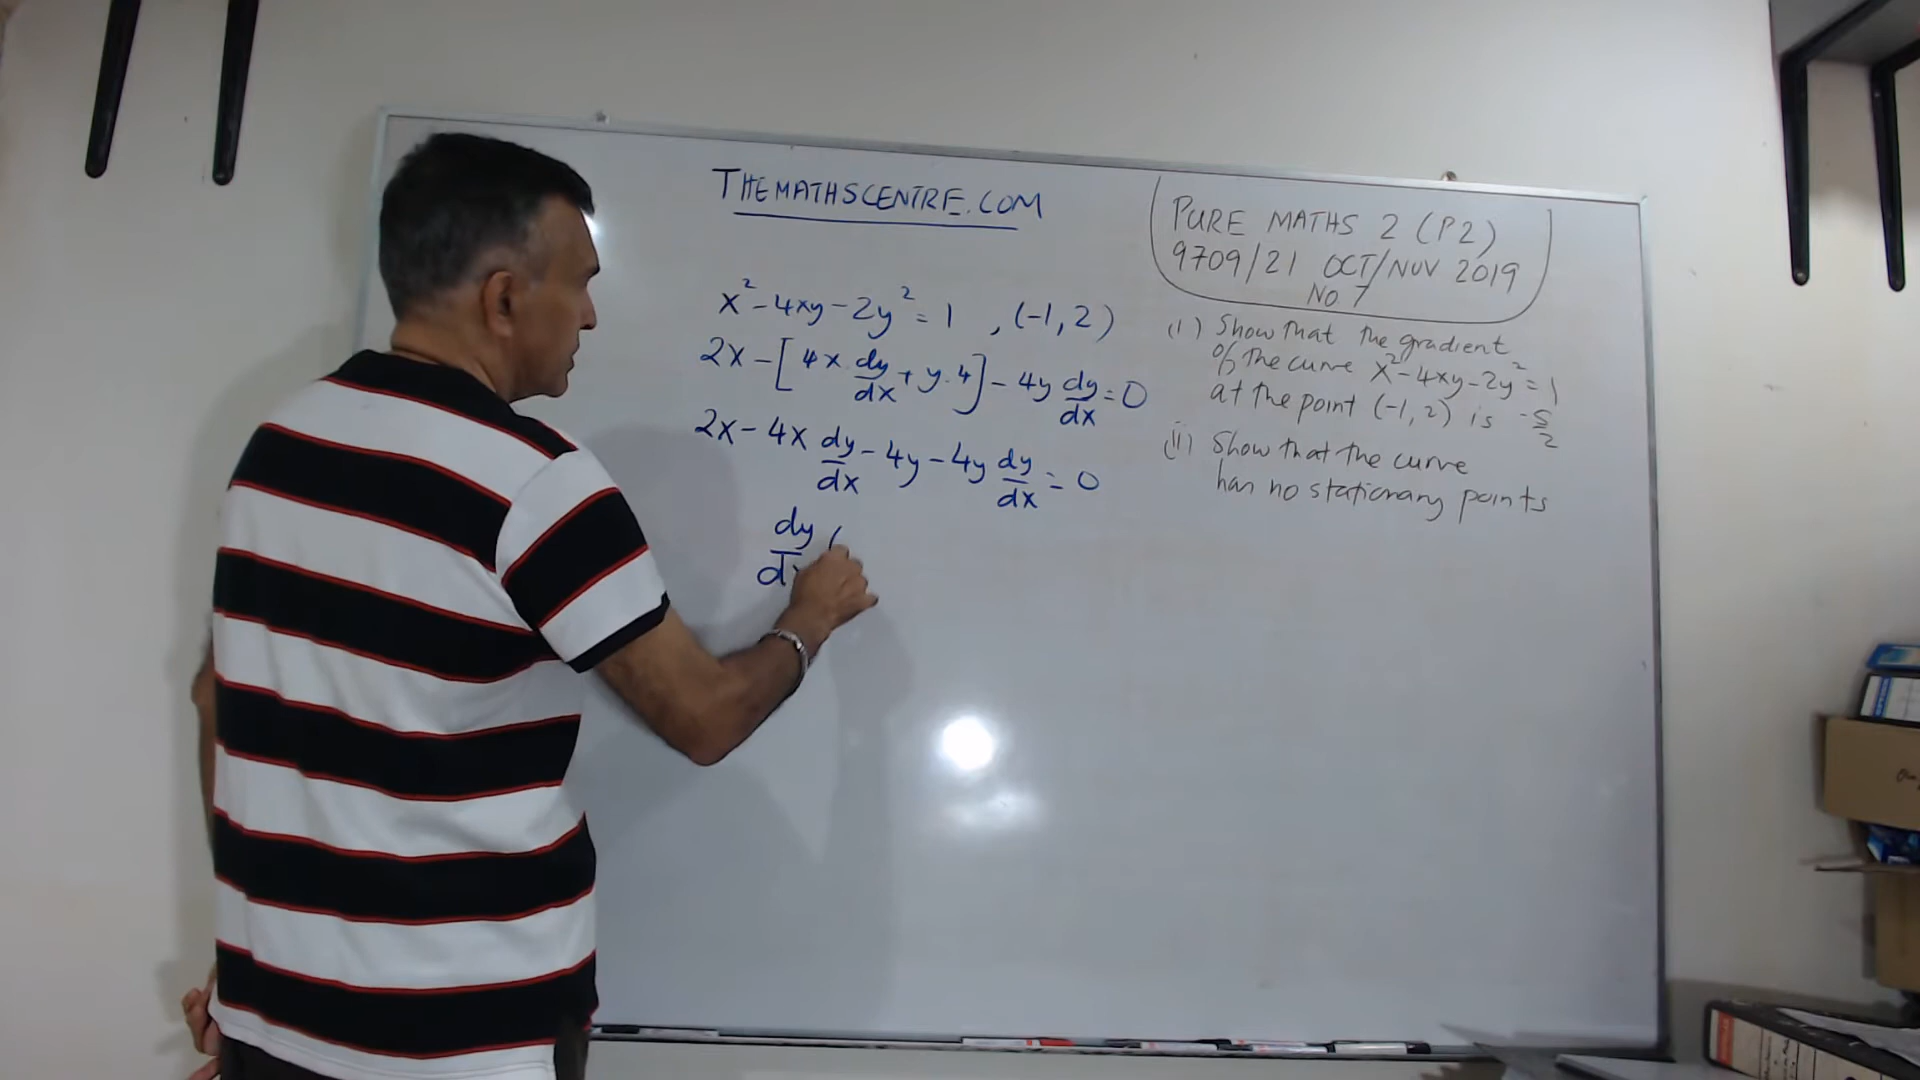 THEMATHSCENTRE.COM
x² - 4xy - 2y² = 1 , (-1, 2)
2x - [4x. dy/dx + y.4] - 4y dy/dx = 0
2x - 4x dy/dx - 4y - 4y dy/dx = 0
dy/dx (
PURE MATHS 2 (P2)
9709/21 OCT/NOV 2019
No 7
(i) Show that the gradient
of the curve x² - 4xy - 2y² = 1
at the point (-1, 2) is -5/2
(ii) Show that the curve
has no stationary points